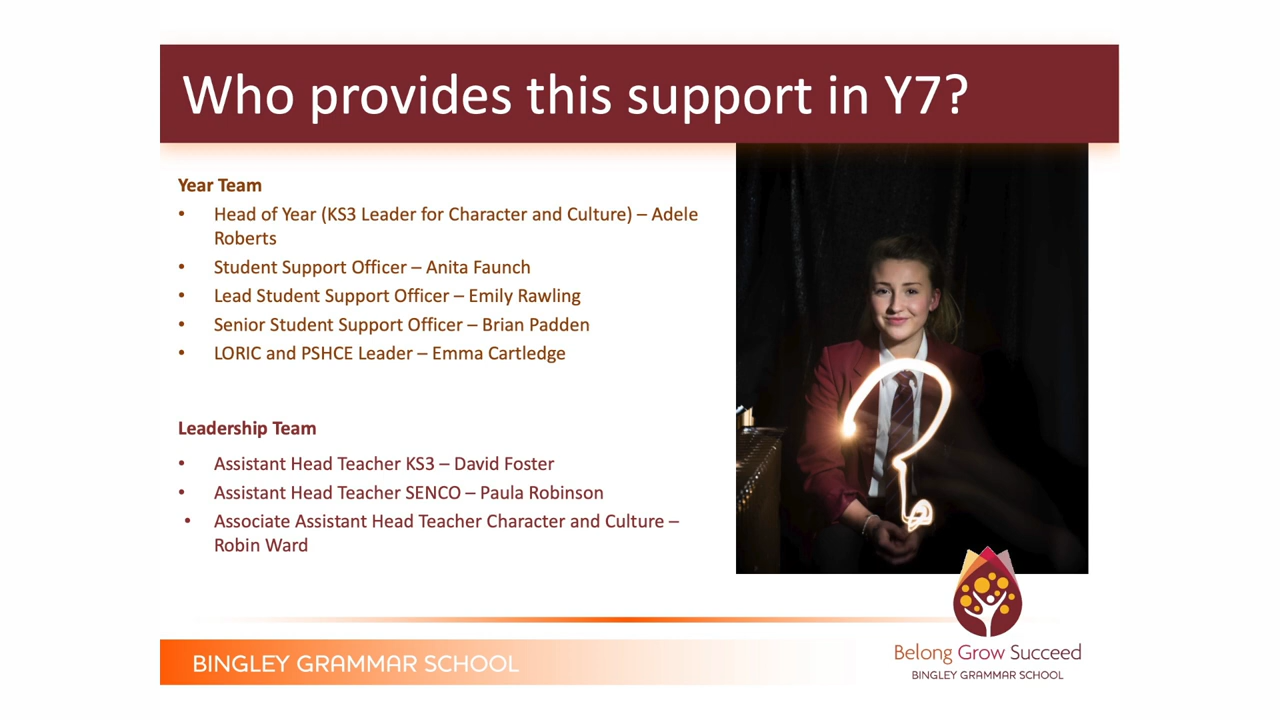 Who provides this support in Y7?
Year Team
• Head of Year (KS3 Leader for Character and Culture) – Adele
Roberts
• Student Support Officer – Anita Faunch
• Lead Student Support Officer – Emily Rawling
• Senior Student Support Officer – Brian Padden
• LORIC and PSHCE Leader – Emma Cartledge
Leadership Team
• Assistant Head Teacher KS3 – David Foster
• Assistant Head Teacher SENCO – Paula Robinson
• Associate Assistant Head Teacher Character and Culture –
Robin Ward
BINGLEY GRAMMAR SCHOOL
Belong Grow Succeed
BINGLEY GRAMMAR SCHOOL